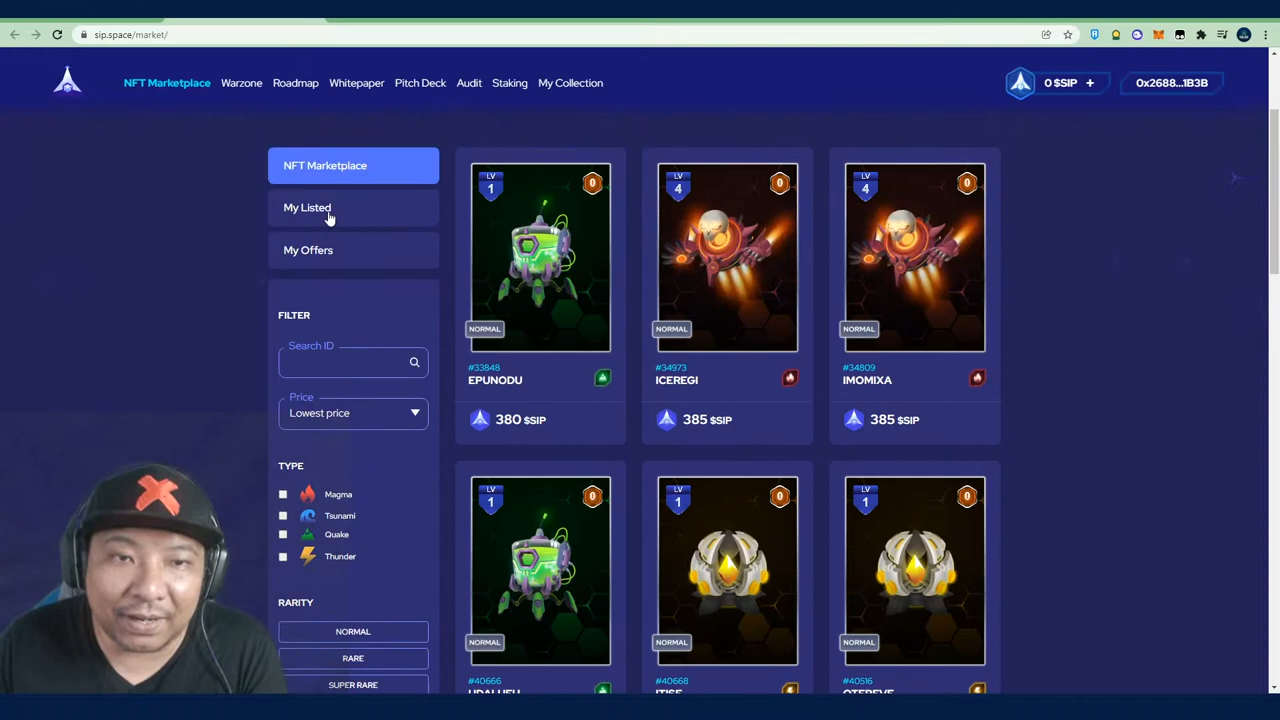 sip.space/market/
NFT Marketplace Warzone Roadmap Whitepaper Pitch Deck Audit Staking My Collection 0 $SIP + 0x2688...1B3B
NFT Marketplace
My Listed
My Offers
FILTER
Search ID
Price
Lowest price
TYPE
Magma
Tsunami
Quake
Thunder
RARITY
NORMAL
RARE
SUPER RARE
LV
1
0
NORMAL
#33848
EPUNODU
380 $SIP
LV
4
0
NORMAL
#34973
ICEREGI
385 $SIP
LV
4
0
NORMAL
#34809
IMOMIXA
385 $SIP
LV
1
0
NORMAL
#40666
LV
1
0
NORMAL
#40668
ITISE
LV
1
0
NORMAL
#40516
OTEREVE